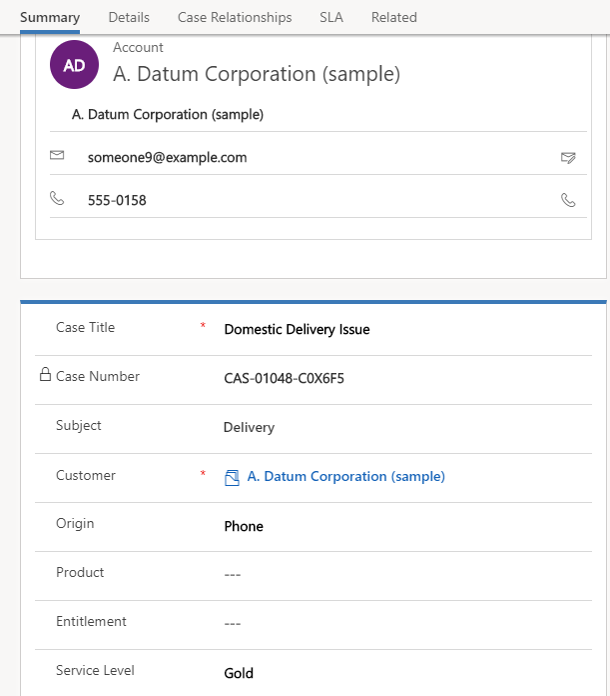 Summary Details Case Relationships SLA Related
Account
AD A. Datum Corporation (sample)
A. Datum Corporation (sample)
someone9@example.com
555-0158
Case Title * Domestic Delivery Issue
Case Number CAS-01048-C0X6F5
Subject Delivery
Customer * A. Datum Corporation (sample)
Origin Phone
Product ---
Entitlement ---
Service Level Gold